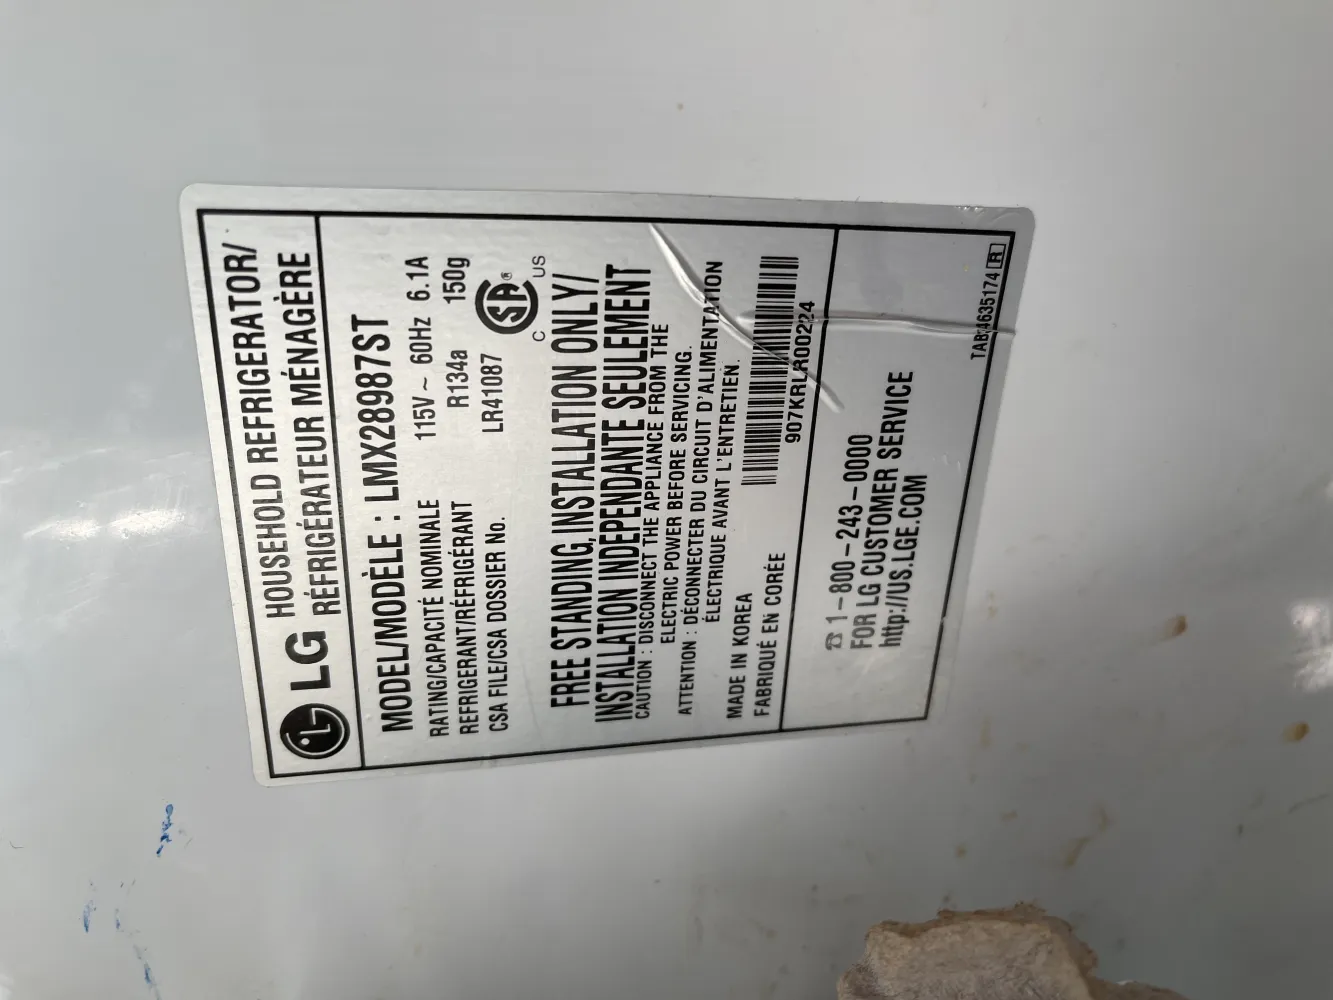 LG
HOUSEHOLD REFRIGERATOR/
RÉFRIGÉRATEUR MÉNAGÈRE
MODEL/MODÈLE : LMX28987ST
RATING/CAPACITÉ NOMINALE 115V ~ 60Hz 6.1A
REFRIGERANT/RÉFRIGÉRANT R134a 150g
CSA FILE/CSA DOSSIER No. LR41087
C SA ® US
FREE STANDING,INSTALLATION ONLY/
INSTALLATION INDEPENDANTE SEULEMENT
CAUTION : DISCONNECT THE APPLIANCE FROM THE
ELECTRIC POWER BEFORE SERVICING.
ATTENTION : DÉCONNECTER DU CIRCUIT D'ALIMENTATION
ÉLECTRIQUE AVANT L'ENTRETIEN.
MADE IN KOREA
FABRIQUÉ EN CORÉE
907KRLR00224
☎ 1-800-243-0000
FOR LG CUSTOMER SERVICE
http://US.LGE.COM
R